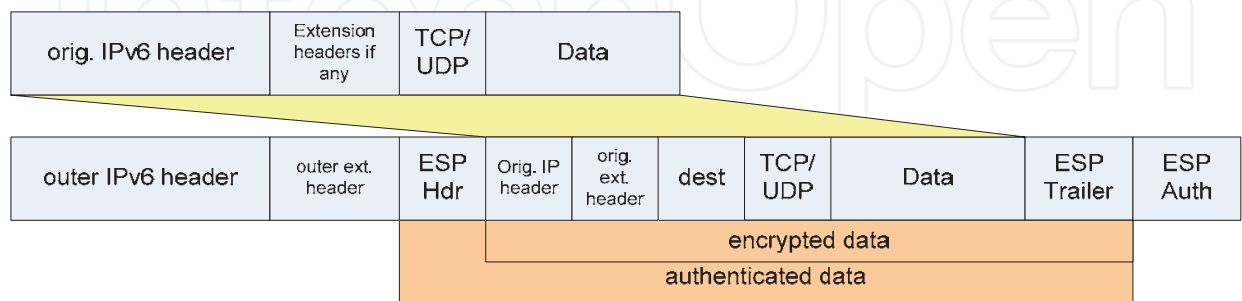 orig. IPv6 header
Extension
headers if
any
TCP/
UDP
Data
outer IPv6 header
outer ext.
header
ESP
Hdr
Orig. IP
header
orig.
ext.
header
dest
TCP/
UDP
Data
ESP
Trailer
ESP
Auth
encrypted data
authenticated data